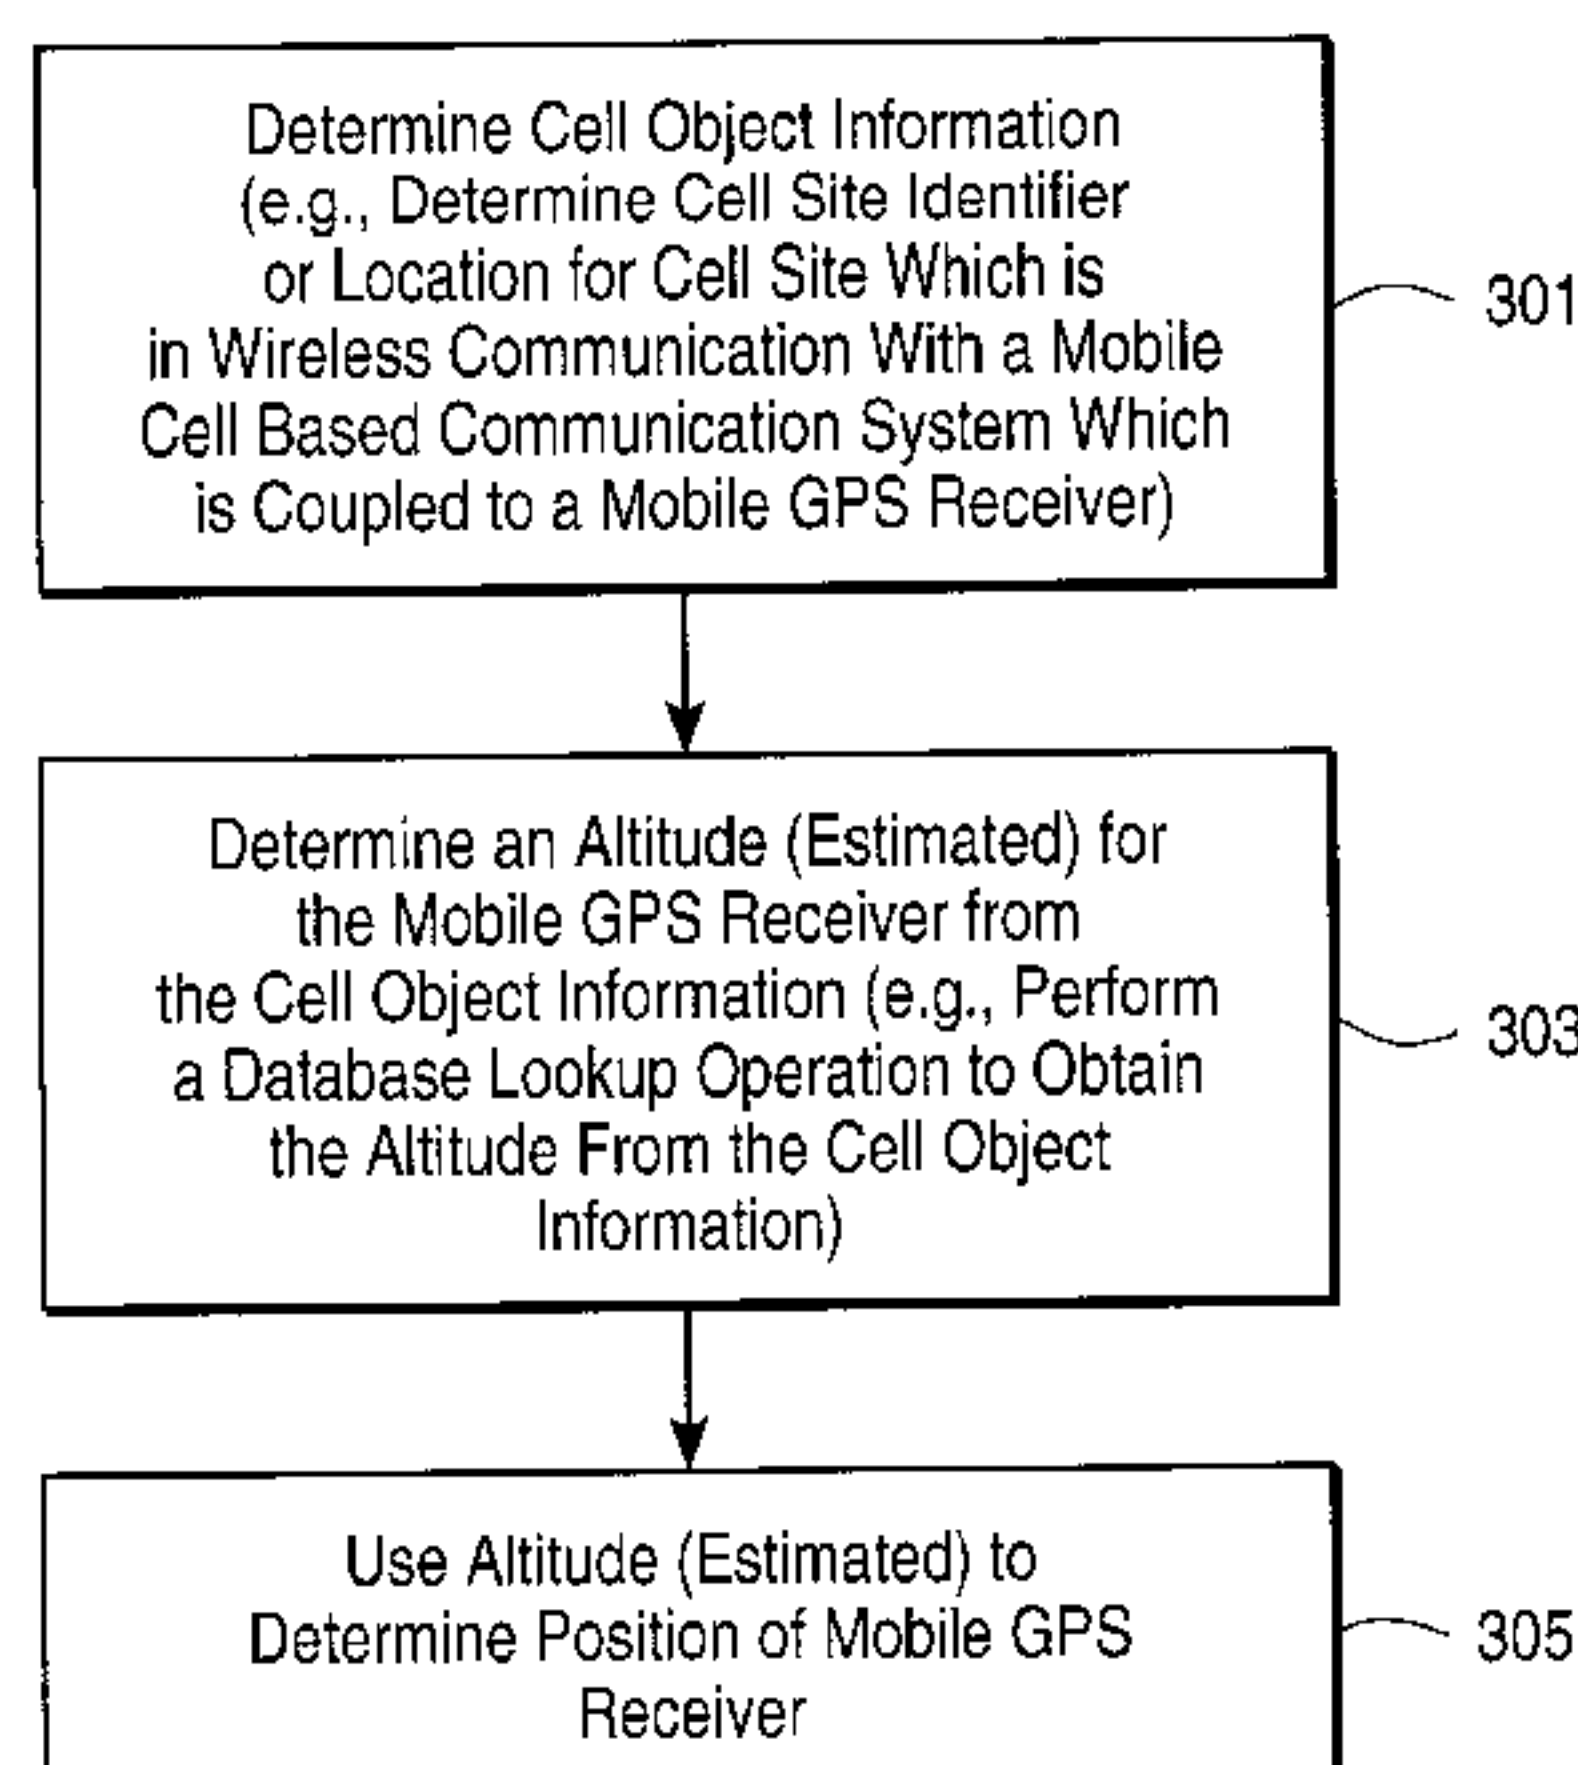 Determine Cell Object Information
(e.g., Determine Cell Site Identifier
or Location for Cell Site Which is
in Wireless Communication With a Mobile
Cell Based Communication System Which
is Coupled to a Mobile GPS Receiver)
301
Determine an Altitude (Estimated) for
the Mobile GPS Receiver from
the Cell Object Information (e.g., Perform
a Database Lookup Operation to Obtain
the Altitude From the Cell Object
Information)
303
Use Altitude (Estimated) to
Determine Position of Mobile GPS
Receiver
305